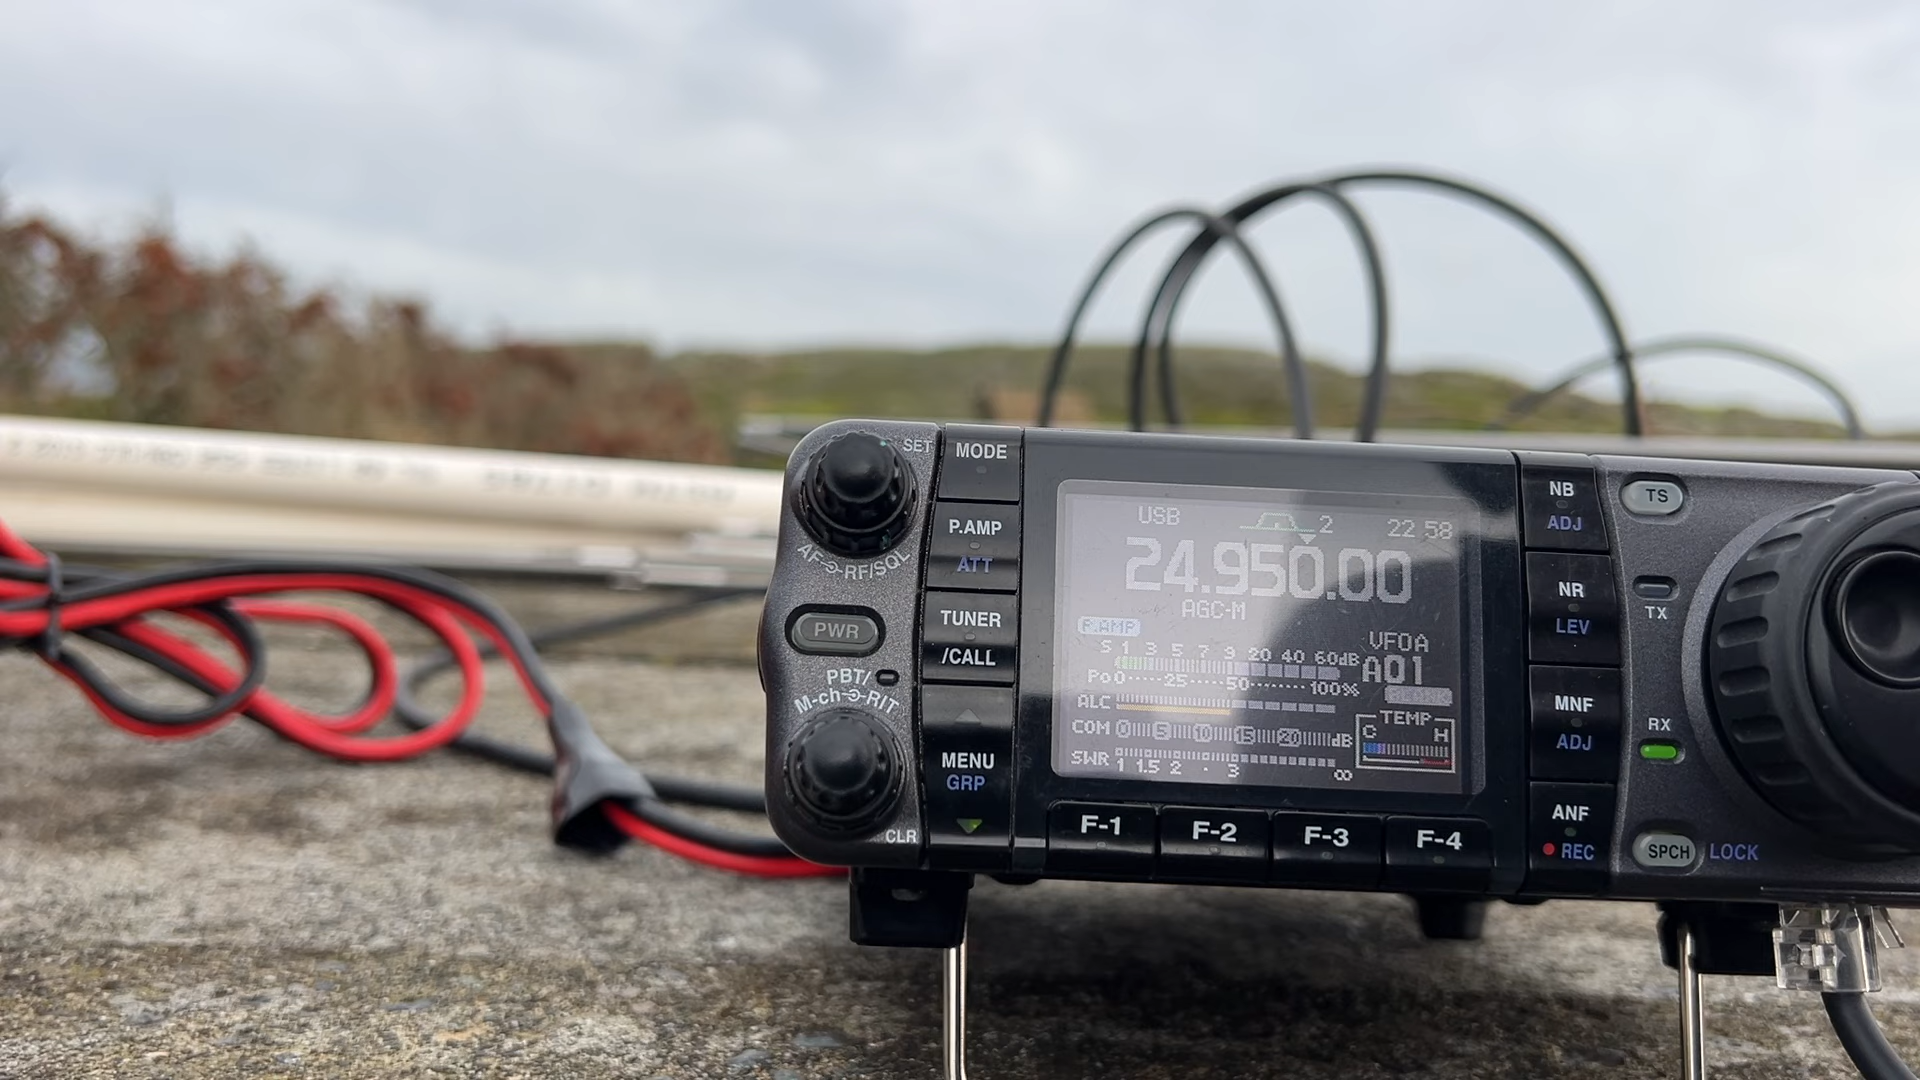 SET
AF RF/SQL
PWR
PBT/
M-ch RIT
CLR
MODE
P.AMP
ATT
TUNER
/CALL
MENU
GRP
USB 2 22 58
24.950.00
AGC-M
P.AMP
VFOA
A01
BLANK
S 1 3 5 7 9 20 40 60dB
Po 0 25 50 100%
ALC
COM 0 5 10 15 20 dB
SWR 1 1.5 2 3 ∞
TEMP
C H
F-1 F-2 F-3 F-4
NB
ADJ
NR
LEV
MNF
ADJ
ANF
REC
TS
TX
RX
SPCH LOCK